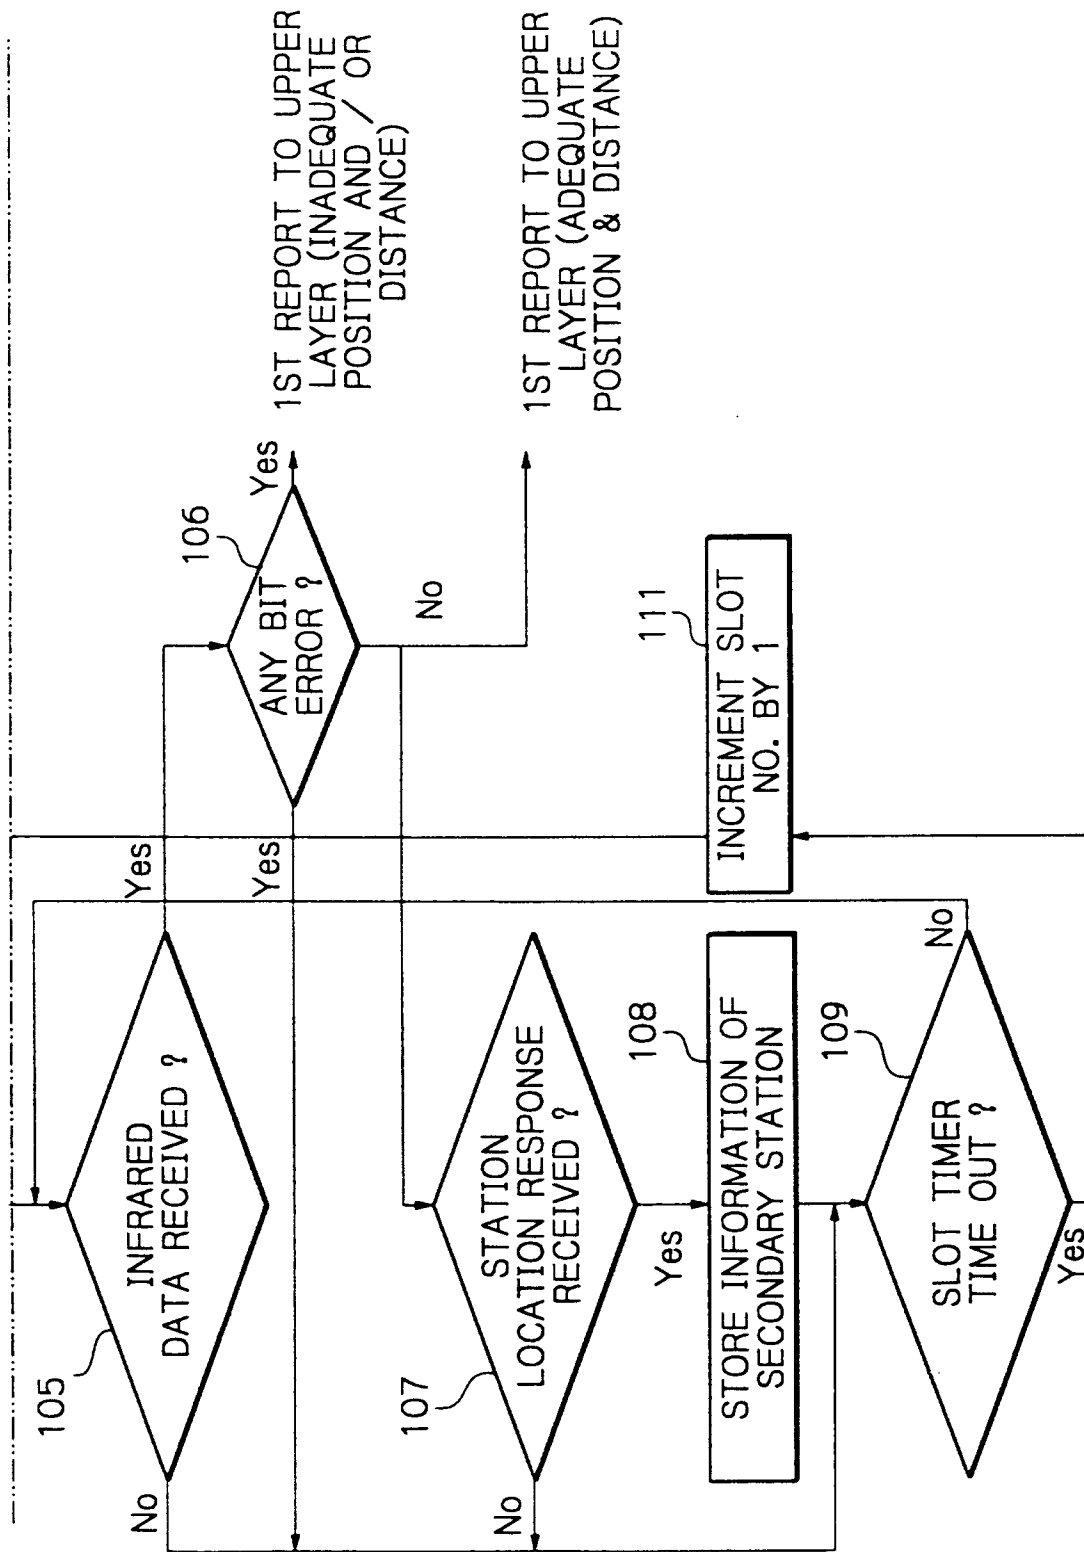 105
INFRARED
DATA RECEIVED ?
No
Yes
106
ANY BIT
ERROR ?
Yes
Yes
No
1ST REPORT TO UPPER
LAYER (INADEQUATE
POSITION AND / OR
DISTANCE)
1ST REPORT TO UPPER
LAYER (ADEQUATE
POSITION & DISTANCE)
107
STATION
LOCATION RESPONSE
RECEIVED ?
No
Yes
108
STORE INFORMATION OF
SECONDARY STATION
109
SLOT TIMER
TIME OUT ?
No
Yes
111
INCREMENT SLOT
NO. BY 1